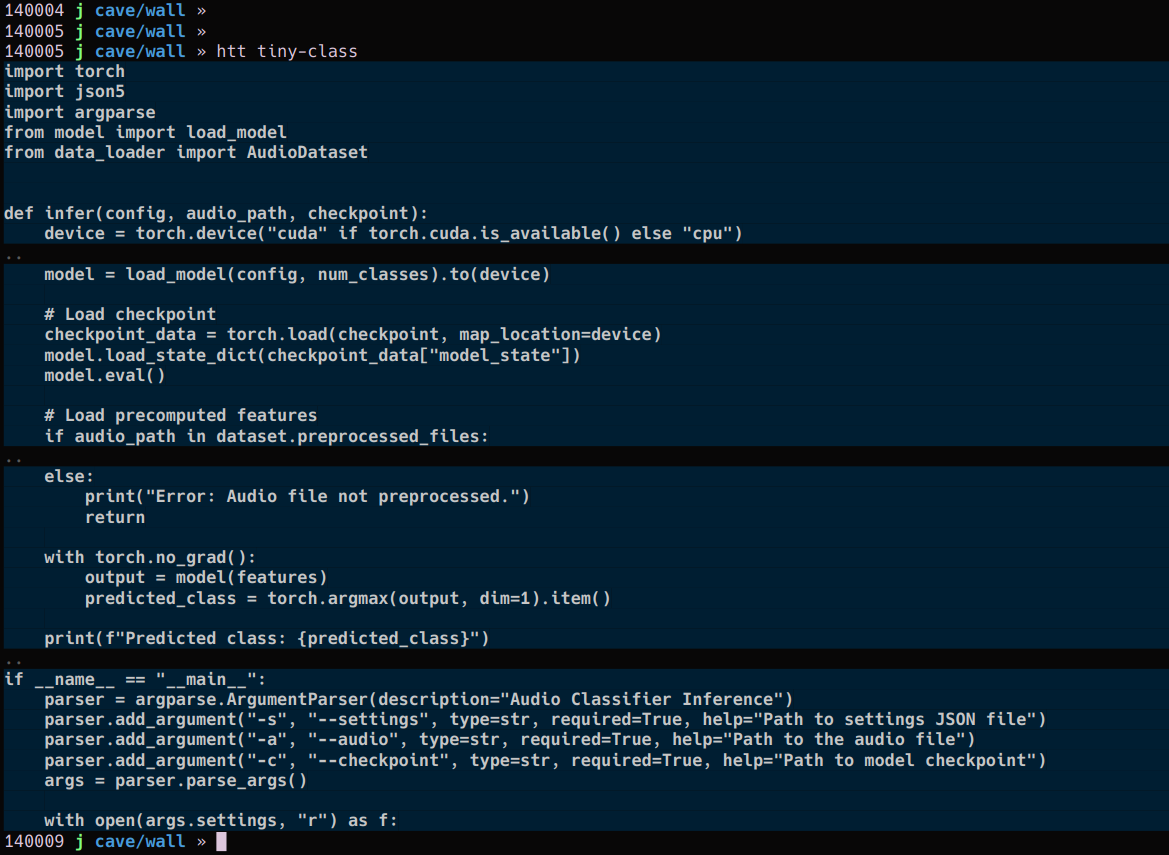 140004 j cave/wall »
140005 j cave/wall »
140005 j cave/wall » htt tiny-class
import torch
import json5
import argparse
from model import load_model
from data_loader import AudioDataset
def infer(config, audio_path, checkpoint):
    device = torch.device("cuda" if torch.cuda.is_available() else "cpu")
..
    model = load_model(config, num_classes).to(device)
    # Load checkpoint
    checkpoint_data = torch.load(checkpoint, map_location=device)
    model.load_state_dict(checkpoint_data["model_state"])
    model.eval()
    # Load precomputed features
    if audio_path in dataset.preprocessed_files:
..
    else:
        print("Error: Audio file not preprocessed.")
        return
    with torch.no_grad():
        output = model(features)
        predicted_class = torch.argmax(output, dim=1).item()
    print(f"Predicted class: {predicted_class}")
..
if __name__ == "__main__":
    parser = argparse.ArgumentParser(description="Audio Classifier Inference")
    parser.add_argument("-s", "--settings", type=str, required=True, help="Path to settings JSON file")
    parser.add_argument("-a", "--audio", type=str, required=True, help="Path to the audio file")
    parser.add_argument("-c", "--checkpoint", type=str, required=True, help="Path to model checkpoint")
    args = parser.parse_args()
    with open(args.settings, "r") as f:
140009 j cave/wall »